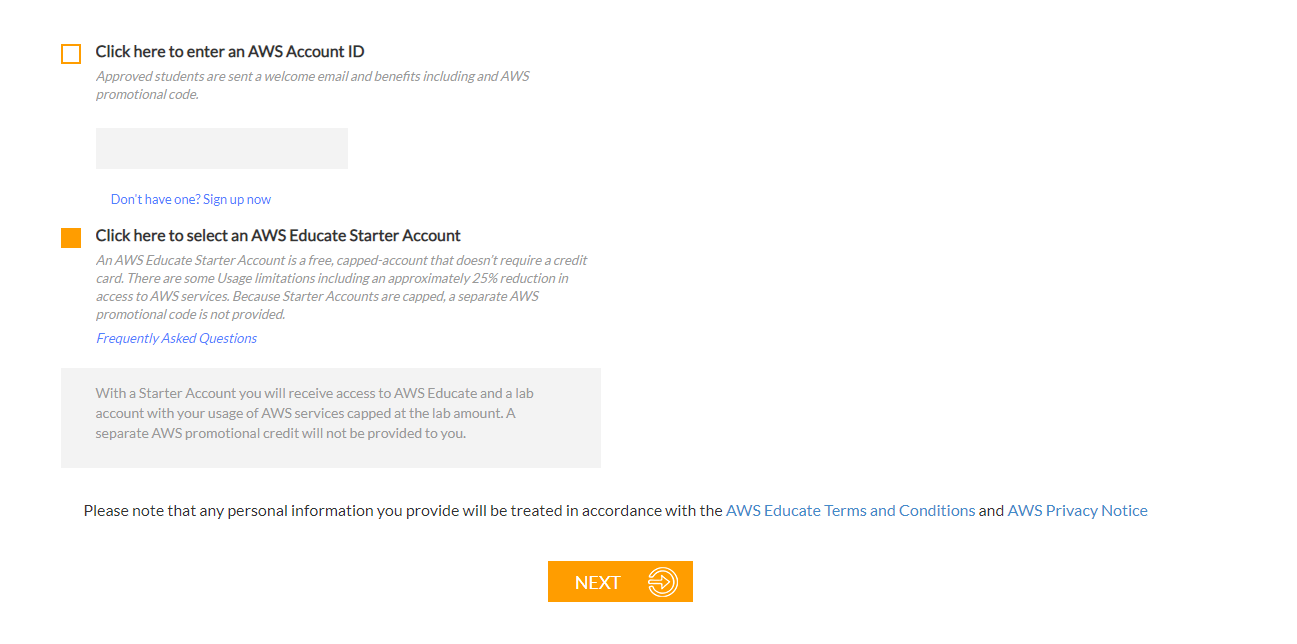 Click here to enter an AWS Account ID
Approved students are sent a welcome email and benefits including and AWS
promotional code.
Don't have one? Sign up now
Click here to select an AWS Educate Starter Account
An AWS Educate Starter Account is a free, capped-account that doesn't require a credit
card. There are some Usage limitations including an approximately 25% reduction in
access to AWS services. Because Starter Accounts are capped, a separate AWS
promotional code is not provided.
Frequently Asked Questions
With a Starter Account you will receive access to AWS Educate and a lab
account with your usage of AWS services capped at the lab amount. A
separate AWS promotional credit will not be provided to you.
Please note that any personal information you provide will be treated in accordance with the AWS Educate Terms and Conditions and AWS Privacy Notice
NEXT